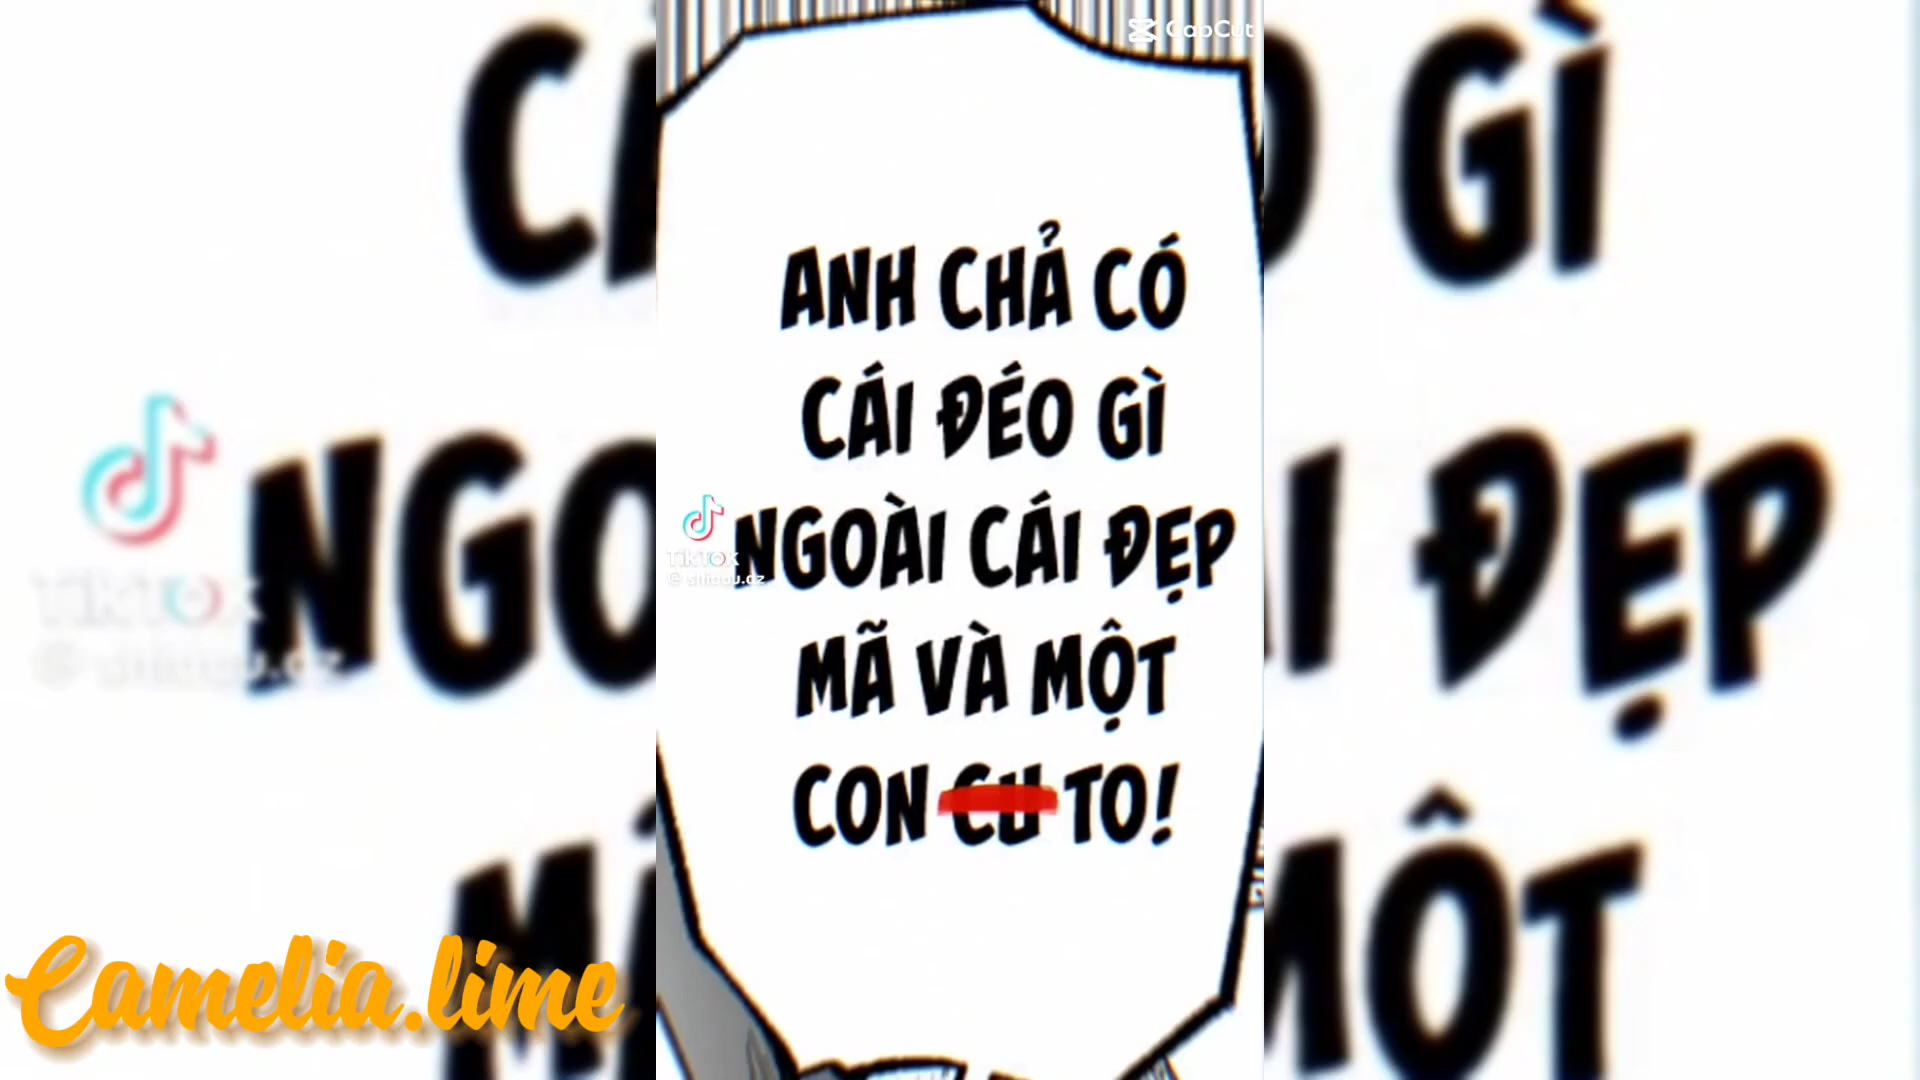 CapCut
ANH CHẢ CÓ
CÁI ĐÉO GÌ
NGOÀI CÁI ĐẸP
MÃ VÀ MỘT
CON CU TO!
TikTok
Camelia.lime